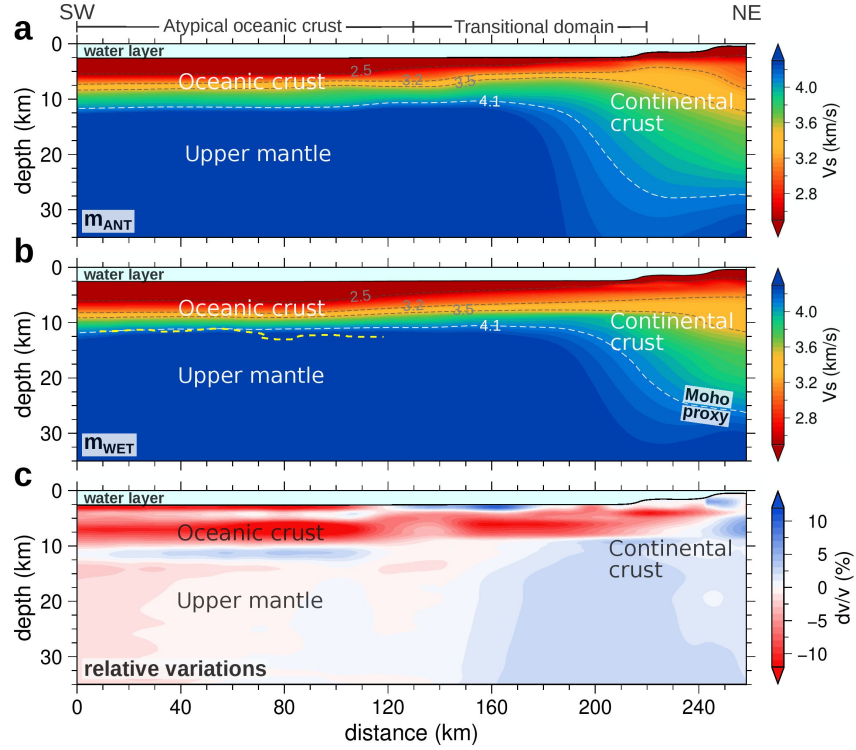 SW
NE
Atypical oceanic crust
Transitional domain
a
0
10
20
30
depth (km)
water layer
Oceanic crust
2.5
3.2
3.5
4.1
Continental
crust
Upper mantle
mANT
4.0
3.6
3.2
2.8
Vs (km/s)
b
0
10
20
30
depth (km)
water layer
Oceanic crust
2.5
3.2
3.5
4.1
Continental
crust
Upper mantle
Moho
proxy
mWET
4.0
3.6
3.2
2.8
Vs (km/s)
c
0
10
20
30
depth (km)
water layer
Oceanic crust
Continental
crust
Upper mantle
relative variations
10
5
0
−5
−10
dv/v (%)
0 40 80 120 160 200 240
distance (km)